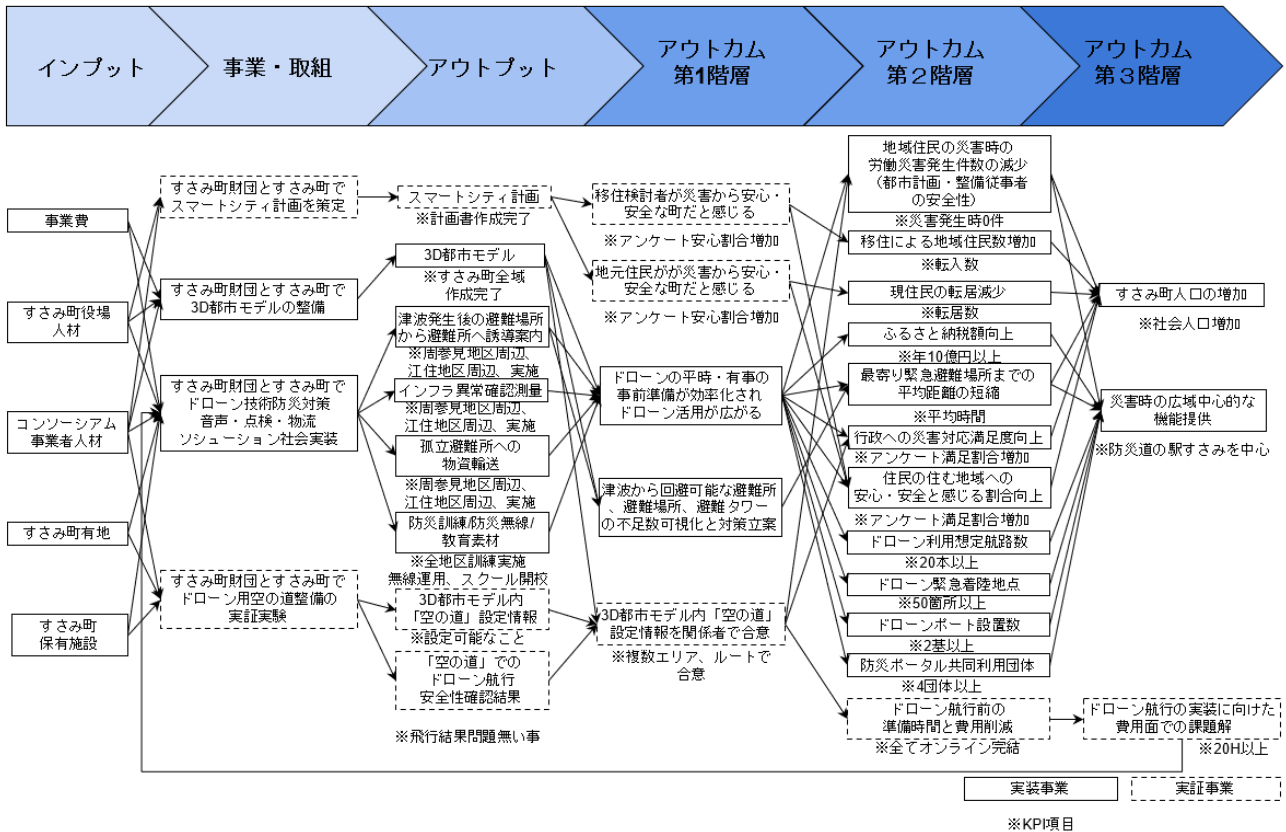 インプット
事業・取組
アウトプット
アウトカム
第1階層
アウトカム
第２階層
アウトカム
第３階層
事業費
すさみ町役場
人材
コンソーシアム
事業者人材
すさみ町有地
すさみ町
保有施設
すさみ町財団とすさみ町で
スマートシティ計画を策定
すさみ町財団とすさみ町で
3D都市モデルの整備
すさみ町財団とすさみ町で
ドローン技術防災対策
音声・点検・物流
ソシューション社会実装
すさみ町財団とすさみ町で
ドローン用空の道整備の
実証実験
スマートシティ計画
※計画書作成完了
3D都市モデル
※すさみ町全域
作成完了
津波発生後の避難場所
から避難所へ誘導案内
※周参見地区周辺、
江住地区周辺、実施
インフラ異常確認測量
※周参見地区周辺、
江住地区周辺、実施
孤立避難所への
物資輸送
※周参見地区周辺、
江住地区周辺、実施
防災訓練/防災無線/
教育素材
※全地区訓練実施
無線運用、スクール開校
3D都市モデル内
「空の道」設定情報
※設定可能なこと
「空の道」での
ドローン航行
安全性確認結果
※飛行結果問題無い事
移住検討者が災害から安心・
安全な町だと感じる
※アンケート安心割合増加
地元住民がが災害から安心・
安全な町だと感じる
※アンケート安心割合増加
ドローンの平時・有事の
事前準備が効率化され
ドローン活用が広がる
津波から回避可能な避難所
、避難場所、避難タワー
の不足数可視化と対策立案
3D都市モデル内「空の道」
設定情報を関係者で合意
※複数エリア、ルートで
合意
地域住民の災害時の
労働災害発生件数の減少
（都市計画・整備従事者
の安全性）
※災害発生時0件
移住による地域住民数増加
※転入数
現住民の転居減少
※転居数
ふるさと納税額向上
※年10億円以上
最寄り緊急避難場所までの
平均距離の短縮
※平均時間
行政への災害対応満足度向上
※アンケート満足割合増加
住民の住む地域への
安心・安全と感じる割合向上
※アンケート満足割合増加
ドローン利用想定航路数
※20本以上
ドローン緊急着陸地点
※50箇所以上
ドローンポート設置数
※2基以上
防災ポータル共同利用団体
※4団体以上
ドローン航行前の
準備時間と費用削減
※全てオンライン完結
すさみ町人口の増加
※社会人口増加
災害時の広域中心的な
機能提供
※防災道の駅すさみを中心
ドローン航行の実装に向けた
費用面での課題解
※20H以上
実装事業
実証事業
※KPI項目